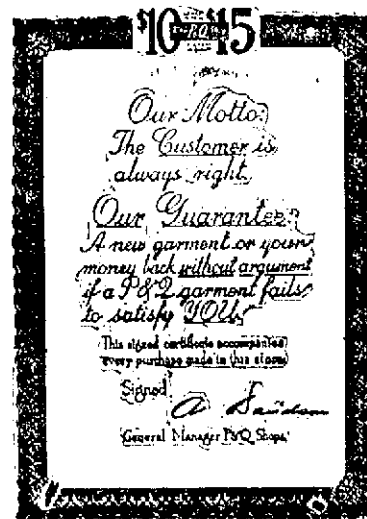 $10 P&Q $15
Our Motto:
The Customer is
always right.
Our Guarantee:
A new garment or your
money back without argument
if a P&Q garment fails
to satisfy YOU.
This signed certificate accompanies
every purchase made in this store
Signed
General Manager P&Q Shops.